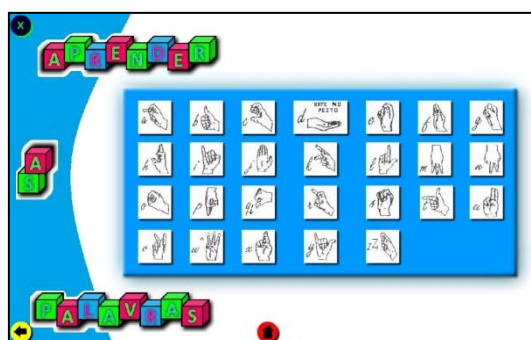 X
APRENDER
BATE NO PEITO
a b c d e f g
h i j k l m n
o p q r s t u
v w x y z
AS
PALAVRAS